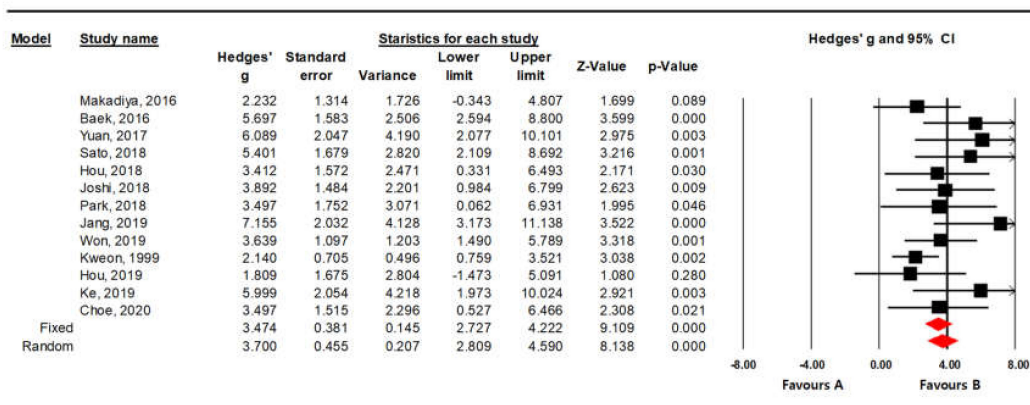 Model Study name Staristics for each study Hedges' g and 95% CI
Hedges' g Standard error Variance Lower limit Upper limit Z-Value p-Value
Makadiya, 2016 2.232 1.314 1.726 -0.343 4.807 1.699 0.089
Baek, 2016 5.697 1.583 2.506 2.594 8.800 3.599 0.000
Yuan, 2017 6.089 2.047 4.190 2.077 10.101 2.975 0.003
Sato, 2018 5.401 1.679 2.820 2.109 8.692 3.216 0.001
Hou, 2018 3.412 1.572 2.471 0.331 6.493 2.171 0.030
Joshi, 2018 3.892 1.484 2.201 0.984 6.799 2.623 0.009
Park, 2018 3.497 1.752 3.071 0.062 6.931 1.995 0.046
Jang, 2019 7.155 2.032 4.128 3.173 11.138 3.522 0.000
Won, 2019 3.639 1.097 1.203 1.490 5.789 3.318 0.001
Kweon, 1999 2.140 0.705 0.496 0.759 3.521 3.038 0.002
Hou, 2019 1.809 1.675 2.804 -1.473 5.091 1.080 0.280
Ke, 2019 5.999 2.054 4.218 1.973 10.024 2.921 0.003
Choe, 2020 3.497 1.515 2.296 0.527 6.466 2.308 0.021
Fixed 3.474 0.381 0.145 2.727 4.222 9.109 0.000
Random 3.700 0.455 0.207 2.809 4.590 8.138 0.000
-8.00 -4.00 0.00 4.00 8.00
Favours A Favours B